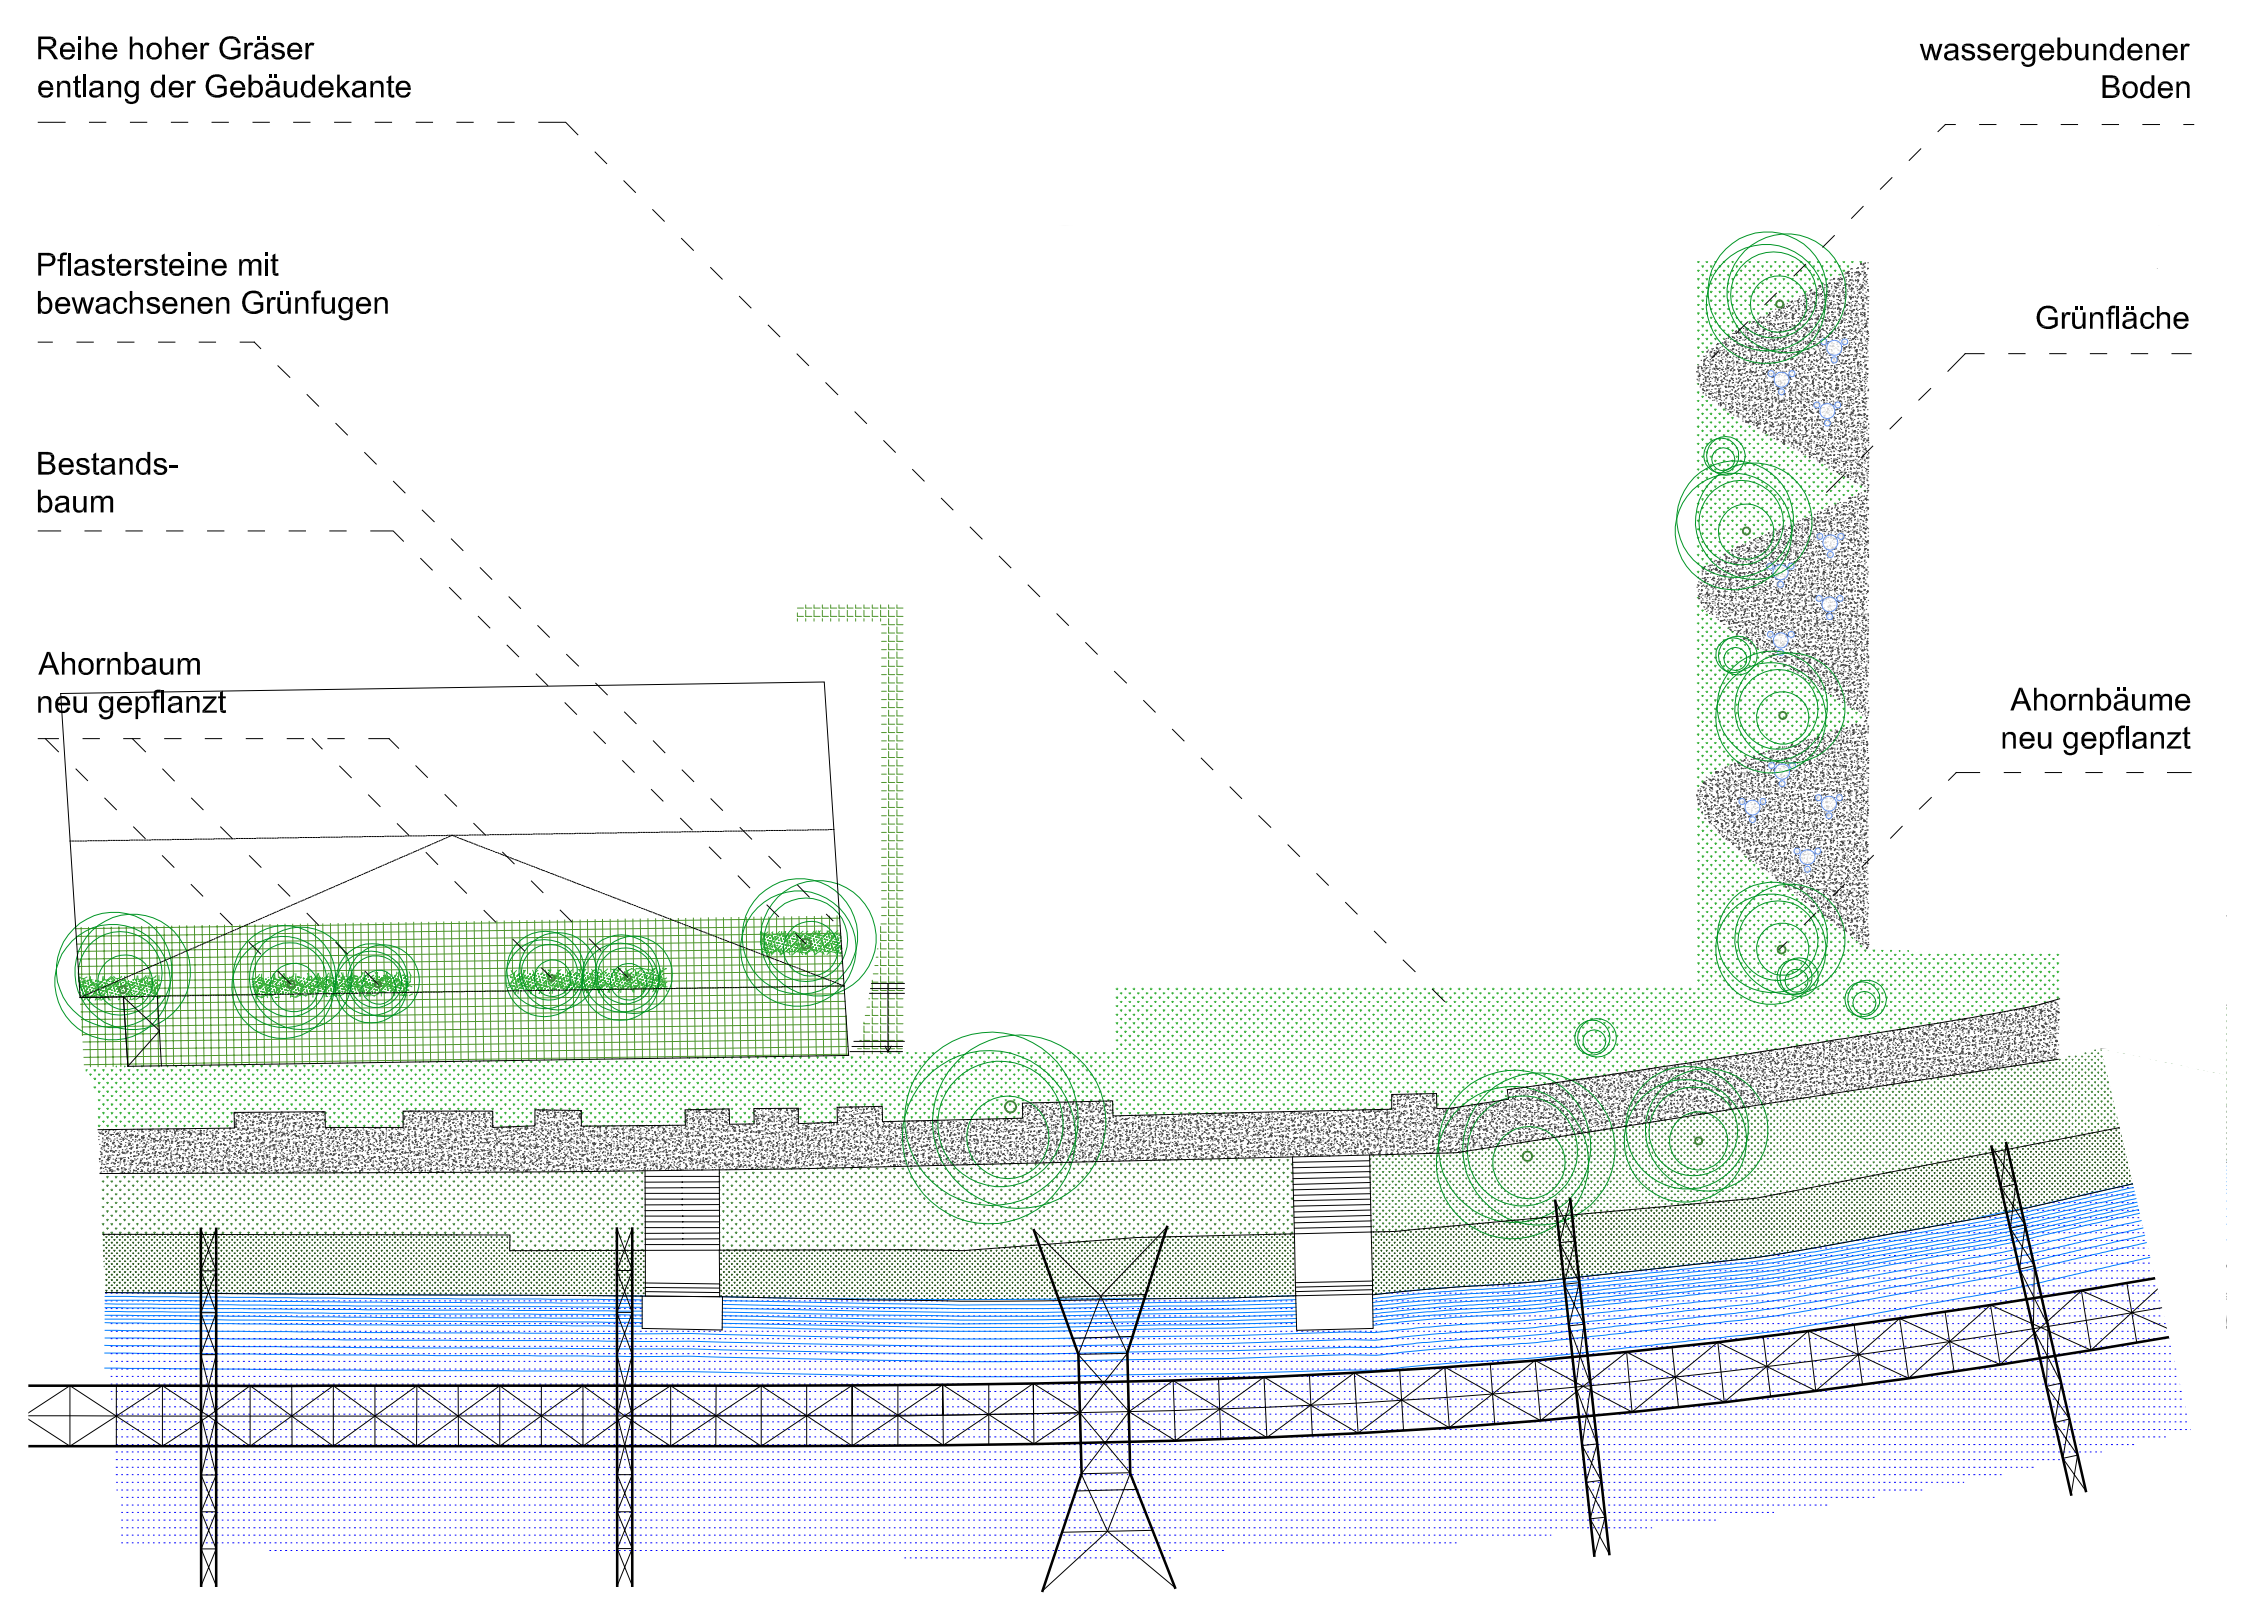 Reihe hoher Gräser
entlang der Gebäudekante
Pflastersteine mit
bewachsenen Grünfugen
Bestands-
baum
Ahornbaum
neu gepflanzt
wassergebundener
Boden
Grünfläche
Ahornbäume
neu gepflanzt